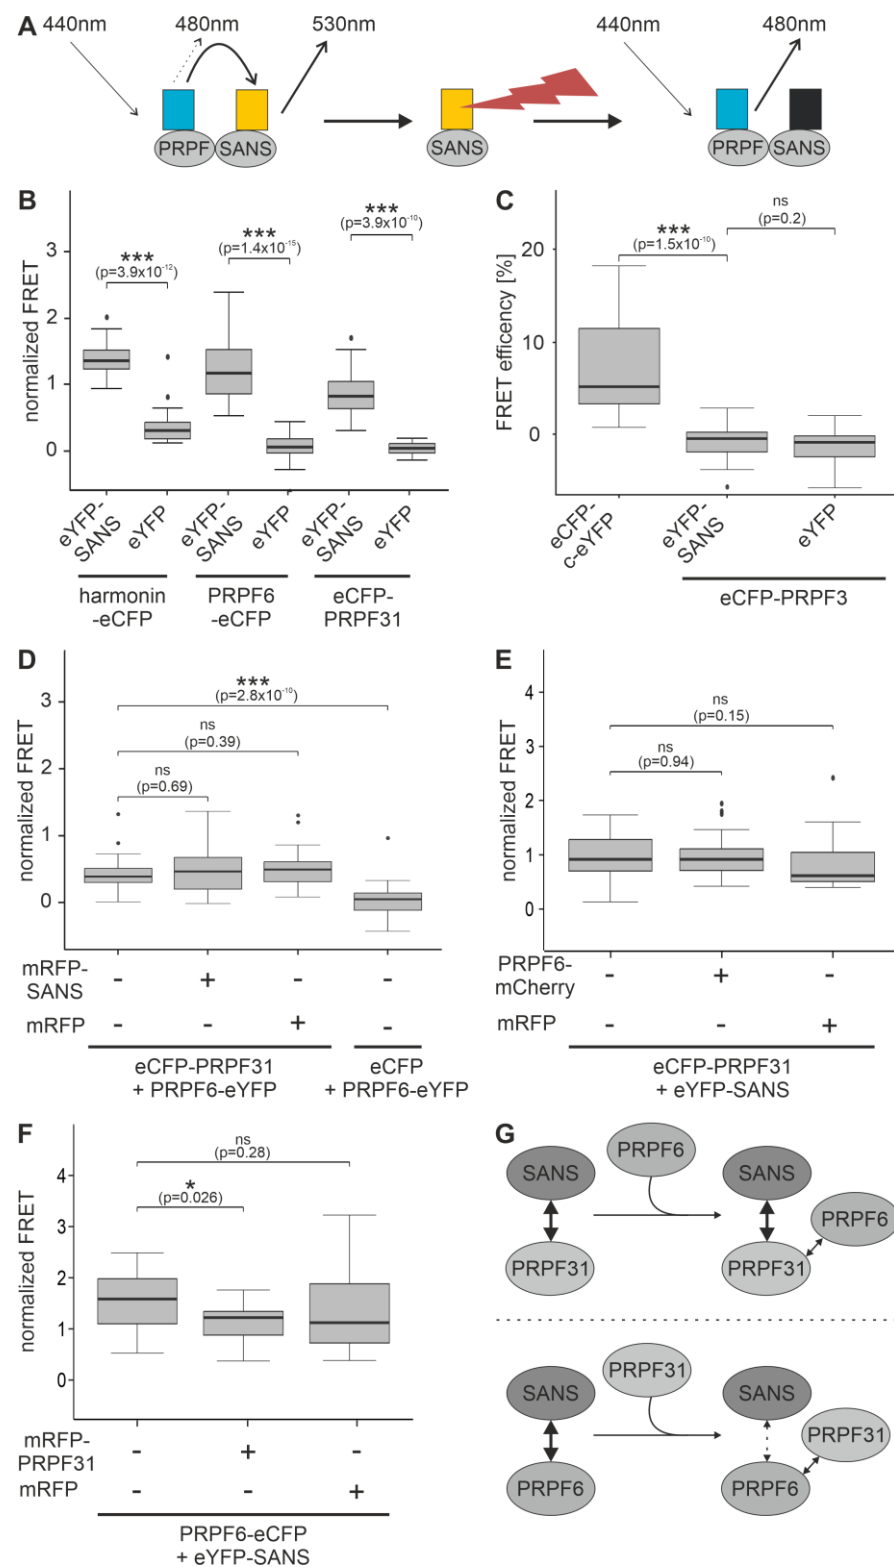 A
440nm
480nm
530nm
440nm
480nm
PRPF
SANS
SANS
PRPF
SANS
B
normalized FRET
3
2
1
0
***
(p=3.9x10⁻¹²)
***
(p=1.4x10⁻¹⁵)
***
(p=3.9x10⁻¹⁰)
eYFP-
SANS
eYFP
eYFP-
SANS
eYFP
eYFP-
SANS
eYFP
harmonin
-eCFP
PRPF6
-eCFP
eCFP-
PRPF31
C
FRET efficency [%]
20
10
0
***
(p=1.5x10⁻¹⁰)
ns
(p=0.2)
eCFP-
c-eYFP
eYFP-
SANS
eYFP
eCFP-PRPF3
D
normalized FRET
3
2
1
0
***
(p=2.8x10⁻¹⁰)
ns
(p=0.39)
ns
(p=0.69)
mRFP-
SANS
- + - -
mRFP
- - + -
eCFP-PRPF31
+ PRPF6-eYFP
eCFP
+ PRPF6-eYFP
E
normalized FRET
4
3
2
1
0
ns
(p=0.15)
ns
(p=0.94)
PRPF6-
mCherry
- + -
mRFP
- - +
eCFP-PRPF31
+ eYFP-SANS
F
normalized FRET
4
3
2
1
0
ns
(p=0.28)
*
(p=0.026)
mRFP-
PRPF31
- + -
mRFP
- - +
PRPF6-eCFP
+ eYFP-SANS
G
SANS
PRPF31
PRPF6
SANS
PRPF31
PRPF6
SANS
PRPF6
PRPF31
SANS
PRPF6
PRPF31